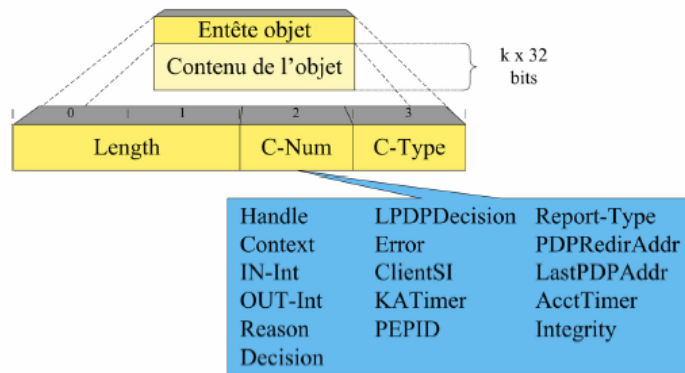 Entête objet
Contenu de l'objet
k x 32
bits
0 1 2 3
Length C-Num C-Type
Handle LPDPDecision Report-Type
Context Error PDPRedirAddr
IN-Int ClientSI LastPDPAddr
OUT-Int KATimer AcctTimer
Reason PEPID Integrity
Decision